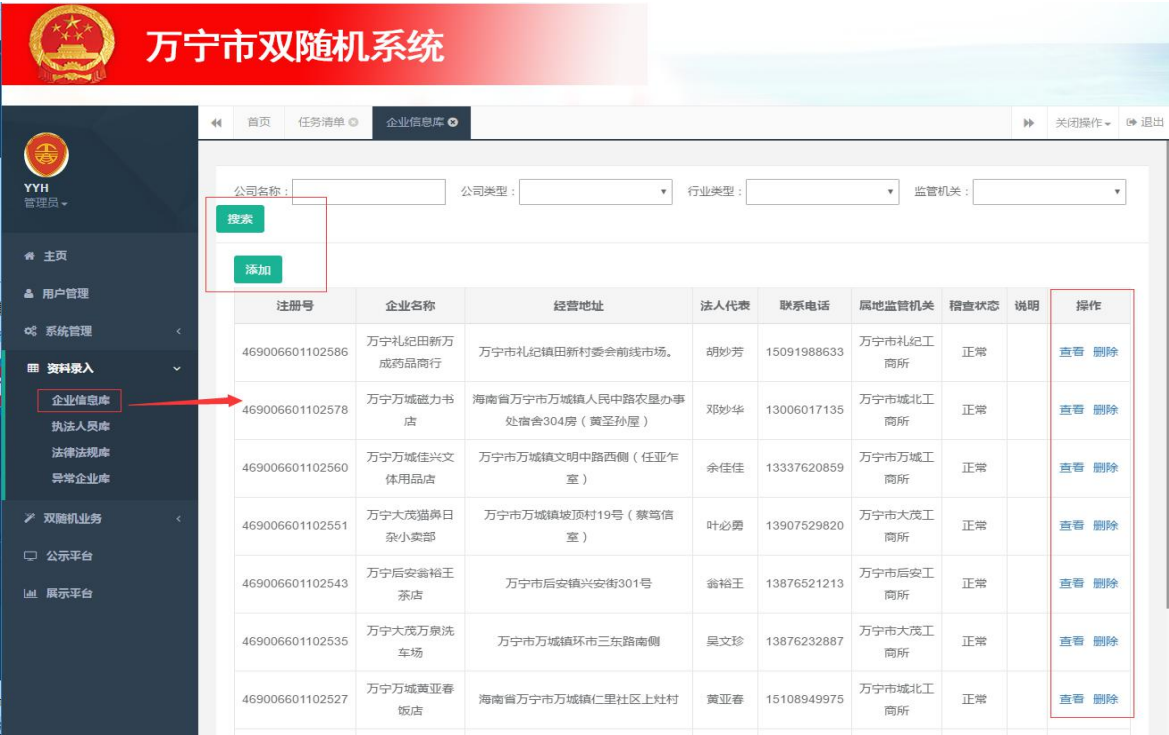 万宁市双随机系统
首页 任务清单 企业信息库 关闭操作 退出
YYH
管理员
主页
用户管理
系统管理
资料录入
企业信息库
执法人员库
法律法规库
异常企业库
双随机业务
公示平台
展示平台
公司名称： 公司类型： 行业类型： 监管机关：
搜索
添加
注册号 企业名称 经营地址 法人代表 联系电话 属地监管机关 稽查状态 说明 操作
469006601102586 万宁礼纪田新万成药品商行 万宁市礼纪镇田新村委会前线市场。 胡妙芳 15091988633 万宁市礼纪工商所 正常 查看 删除
469006601102578 万宁万城磁力书店 海南省万宁市万城镇人民中路农垦办事处宿舍304房（黄圣孙屋） 邓妙华 13006017135 万宁市城北工商所 正常 查看 删除
469006601102560 万宁万城佳兴文体用品店 万宁市万城镇文明中路西侧（任亚乍室） 余佳佳 13337620859 万宁市万城工商所 正常 查看 删除
469006601102551 万宁大茂猫鼻日杂小卖部 万宁市万城镇坡顶村19号（蔡笃信室） 叶必勇 13907529820 万宁市大茂工商所 正常 查看 删除
469006601102543 万宁后安翁裕王茶店 万宁市后安镇兴安街301号 翁裕王 13876521213 万宁市后安工商所 正常 查看 删除
469006601102535 万宁大茂万泉洗车场 万宁市万城镇环市三东路南侧 吴文珍 13876232887 万宁市大茂工商所 正常 查看 删除
469006601102527 万宁万城黄亚春饭店 海南省万宁市万城镇仁里社区上灶村 黄亚春 15108949975 万宁市城北工商所 正常 查看 删除